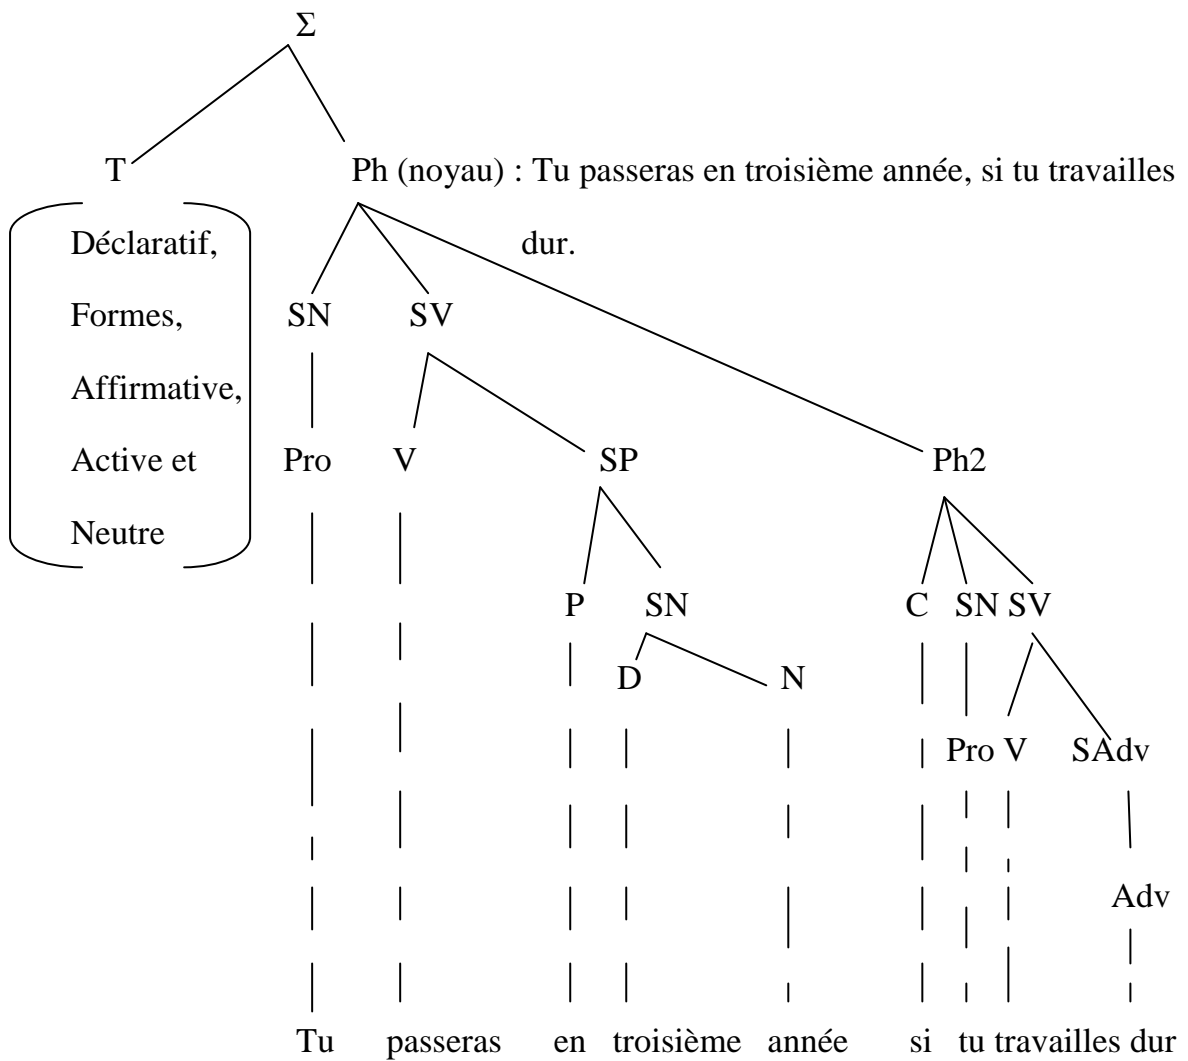 Σ
T Ph (noyau) : Tu passeras en troisième année, si tu travailles
Déclaratif, dur.
Formes, SN SV
Affirmative,
Active et Pro V SP Ph2
Neutre
P SN C SN SV
D N
Pro V SAdv
Adv
Tu passeras en troisième année si tu travailles dur